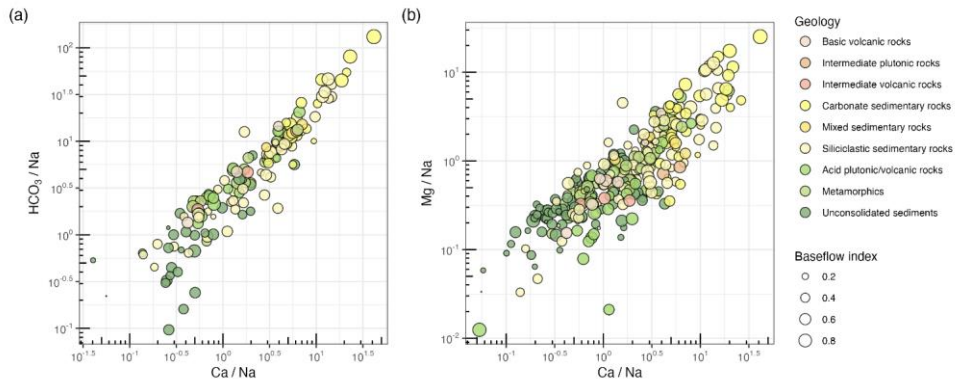 (a)
(b)
10^2
10^1.5
10^1
10^0.5
10^0
10^-0.5
10^-1
HCO3 / Na
10^-1.5
10^-1
10^-0.5
10^0
10^0.5
10^1
10^1.5
Ca / Na
10^1
10^0
10^-1
10^-2
Mg / Na
10^-1
10^-0.5
10^0
10^0.5
10^1
10^1.5
Ca / Na
Geology
Basic volcanic rocks
Intermediate plutonic rocks
Intermediate volcanic rocks
Carbonate sedimentary rocks
Mixed sedimentary rocks
Siliciclastic sedimentary rocks
Acid plutonic/volcanic rocks
Metamorphics
Unconsolidated sediments
Baseflow index
0.2
0.4
0.6
0.8